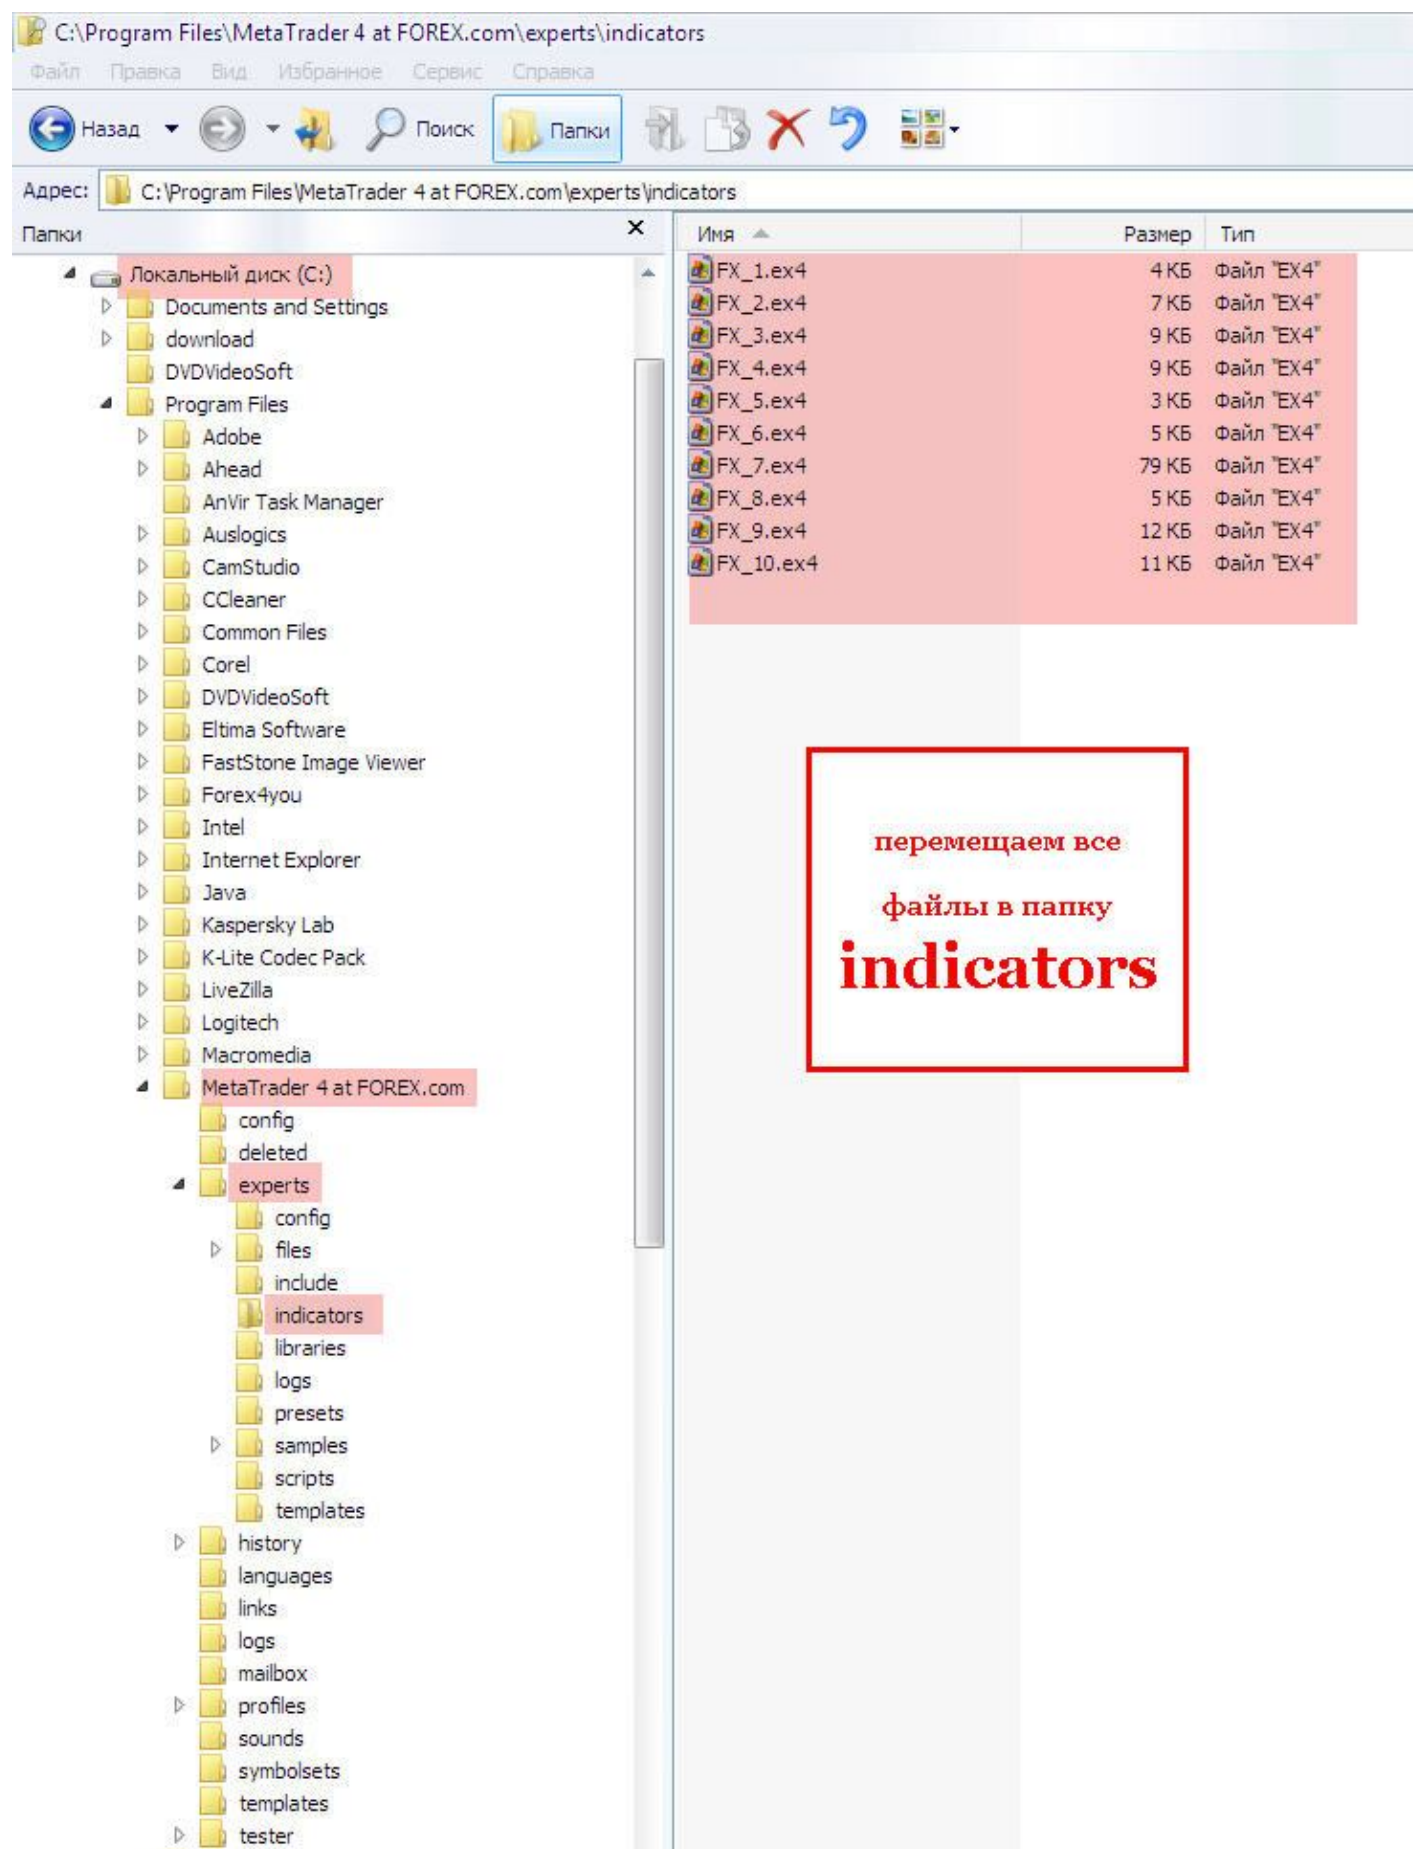 C:\Program Files\MetaTrader 4 at FOREX.com\experts\indicators
Файл Правка Вид Избранное Сервис Справка
Назад Поиск Папки
Адрес: C:\Program Files\MetaTrader 4 at FOREX.com\experts\indicators
Папки
Имя Размер Тип
Локальный диск (C:)
Documents and Settings
download
DVDVideoSoft
Program Files
Adobe
Ahead
AnVir Task Manager
Auslogics
CamStudio
CCleaner
Common Files
Corel
DVDVideoSoft
Eltima Software
FastStone Image Viewer
Forex4you
Intel
Internet Explorer
Java
Kaspersky Lab
K-Lite Codec Pack
LiveZilla
Logitech
Macromedia
MetaTrader 4 at FOREX.com
config
deleted
experts
config
files
include
indicators
libraries
logs
presets
samples
scripts
templates
history
languages
links
logs
mailbox
profiles
sounds
symbolsets
templates
tester
FX_1.ex4 4 КБ Файл "EX4"
FX_2.ex4 7 КБ Файл "EX4"
FX_3.ex4 9 КБ Файл "EX4"
FX_4.ex4 9 КБ Файл "EX4"
FX_5.ex4 3 КБ Файл "EX4"
FX_6.ex4 5 КБ Файл "EX4"
FX_7.ex4 79 КБ Файл "EX4"
FX_8.ex4 5 КБ Файл "EX4"
FX_9.ex4 12 КБ Файл "EX4"
FX_10.ex4 11 КБ Файл "EX4"
перемещаем все
файлы в папку
indicators